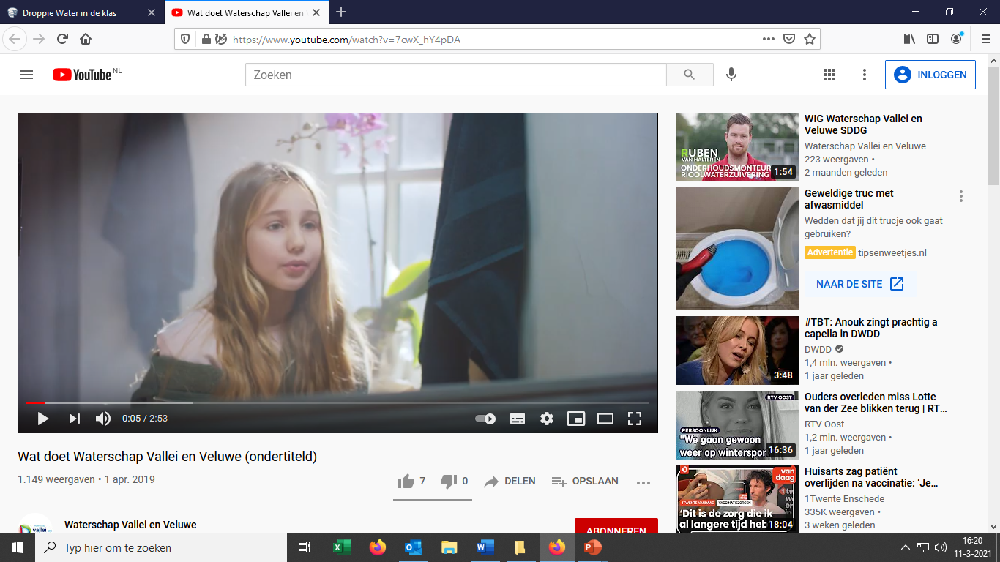 Droppie Water in de klas
Wat doet Waterschap Vallei en V
https://www.youtube.com/watch?v=7cwX_hY4pDA
YouTube NL
Zoeken
INLOGGEN
0:05 / 2:53
Wat doet Waterschap Vallei en Veluwe (ondertiteld)
1.149 weergaven • 1 apr. 2019
7
0
DELEN
OPSLAAN
Waterschap Vallei en Veluwe
ABONNEREN
RUBEN
VAN HALTEREN
ONDERHOUDSMONTEUR
RIOOLWATERZUIVERING
1:54
WIG Waterschap Vallei en
Veluwe SDDG
Waterschap Vallei en Veluwe
223 weergaven •
2 maanden geleden
Geweldige truc met
afwasmiddel
Wedden dat jij dit trucje ook gaat
gebruiken?
Advertentie tipsenweetjes.nl
NAAR DE SITE
3:48
#TBT: Anouk zingt prachtig a
capella in DWDD
DWDD
1,4 mln. weergaven •
1 jaar geleden
RTV OOST
PERSOONLIJK
"We gaan gewoon
weer op winterspor
16:36
Ouders overleden miss Lotte
van der Zee blikken terug | RT...
RTV Oost
1,2 mln. weergaven •
1 jaar geleden
van
daag
1TWENTE VANDAAG
VACCINATIEZORGEN
'Dit is de zorg die ik
al langere tijd heb
18:04
Huisarts zag patiënt
overlijden na vaccinatie: ‘Je...
1Twente Enschede
335K weergaven •
3 weken geleden
Typ hier om te zoeken
16:20
11-3-2021